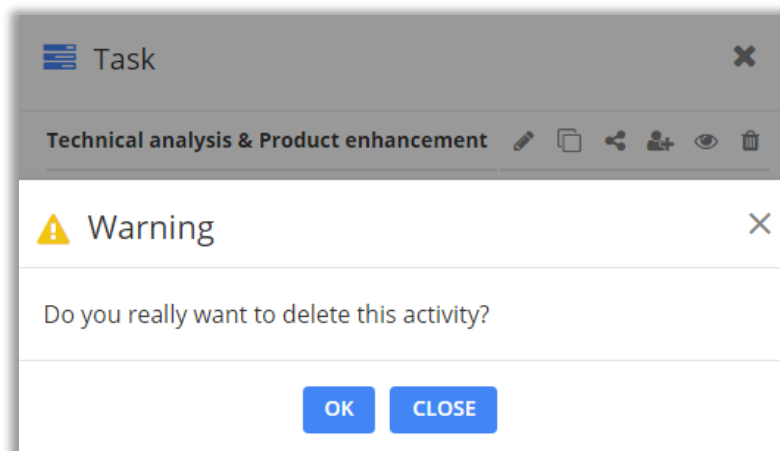 Task
Technical analysis & Product enhancement
Warning
Do you really want to delete this activity?
OK
CLOSE